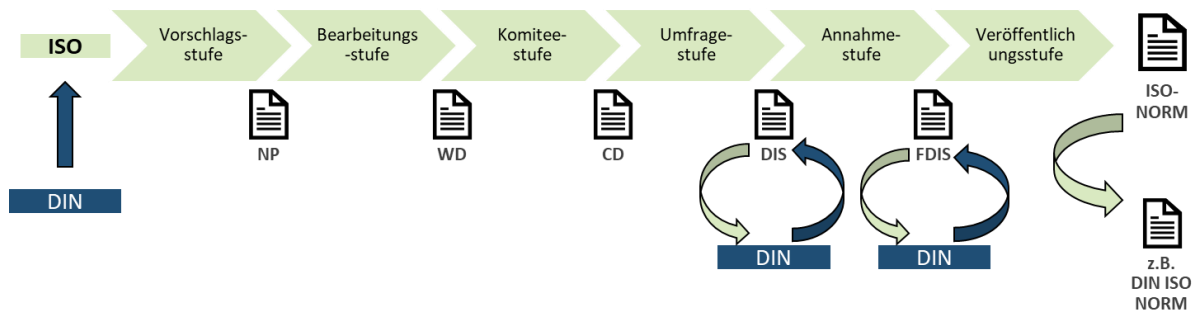 ISO
Vorschlags-
stufe
Bearbeitungs
-stufe
Komitee-
stufe
Umfrage-
stufe
Annahme-
stufe
Veröffentlich
ungsstufe
NP
WD
CD
DIS
FDIS
ISO-
NORM
DIN
DIN
DIN
z.B.
DIN ISO
NORM